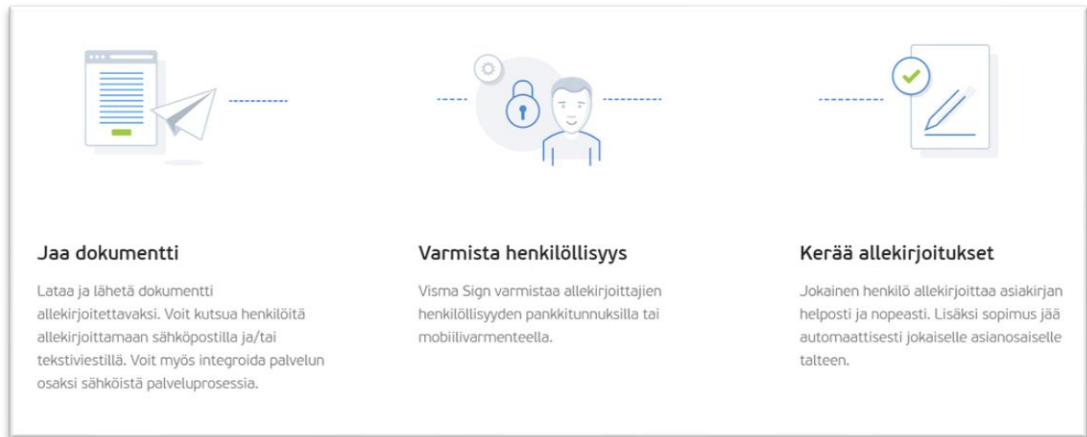 Jaa dokumentti
Lataa ja lähetä dokumentti
allekirjoitettavaksi. Voit kutsua henkilöitä
allekirjoittamaan sähköpostilla ja/tai
tekstiviestillä. Voit myös integroida palvelun
osaksi sähköistä palveluprosessia.
Varmista henkilöllisyys
Visma Sign varmistaa allekirjoittajien
henkilöllisyyden pankkitunnuksilla tai
mobiilivarmenteella.
Kerää allekirjoitukset
Jokainen henkilö allekirjoittaa asiakirjan
helposti ja nopeasti. Lisäksi sopimus jää
automaattisesti jokaiselle asianosaiselle
talteen.